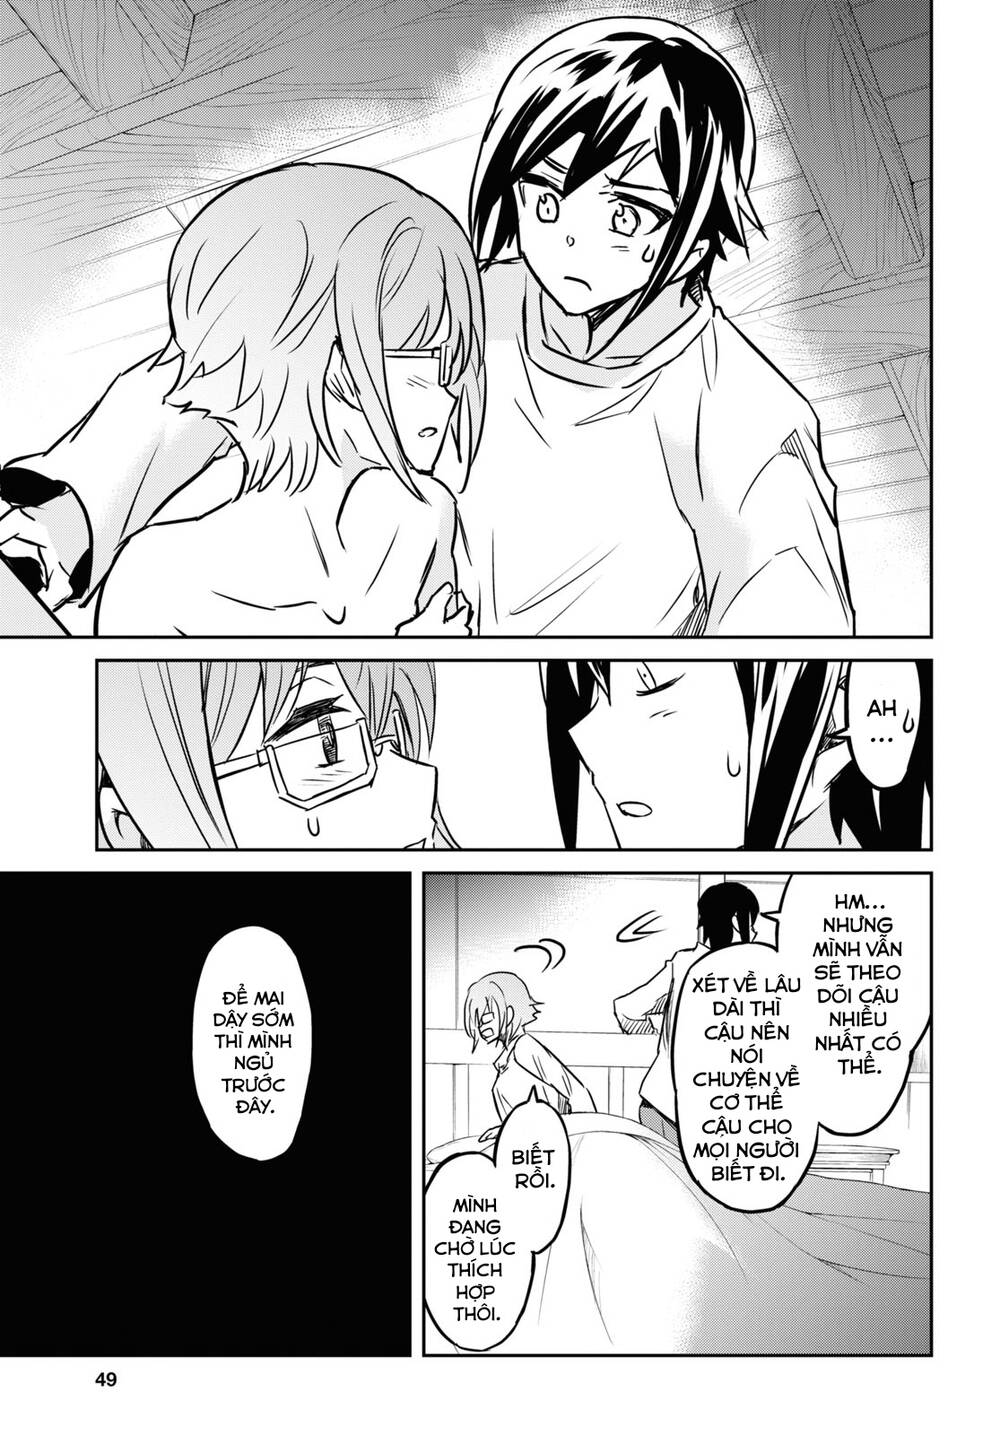 AH
...
HM...
NHƯNG
MÌNH VẪN
SẼ THEO
DÕI CẬU
NHIỀU
NHẤT CÓ
THỂ.
XÉT VỀ LÂU
DÀI THÌ
CẬU NÊN
NÓI
CHUYỆN VỀ
CƠ THỂ
CẬU CHO
MỌI NGƯỜI
BIẾT ĐI.
BIẾT
RỒI.
MÌNH
ĐANG
CHỜ LÚC
THÍCH
HỢP
THÔI.
ĐỂ MAI
DẬY SỚM
THÌ MÌNH
NGỦ
TRƯỚC
ĐÂY.
49